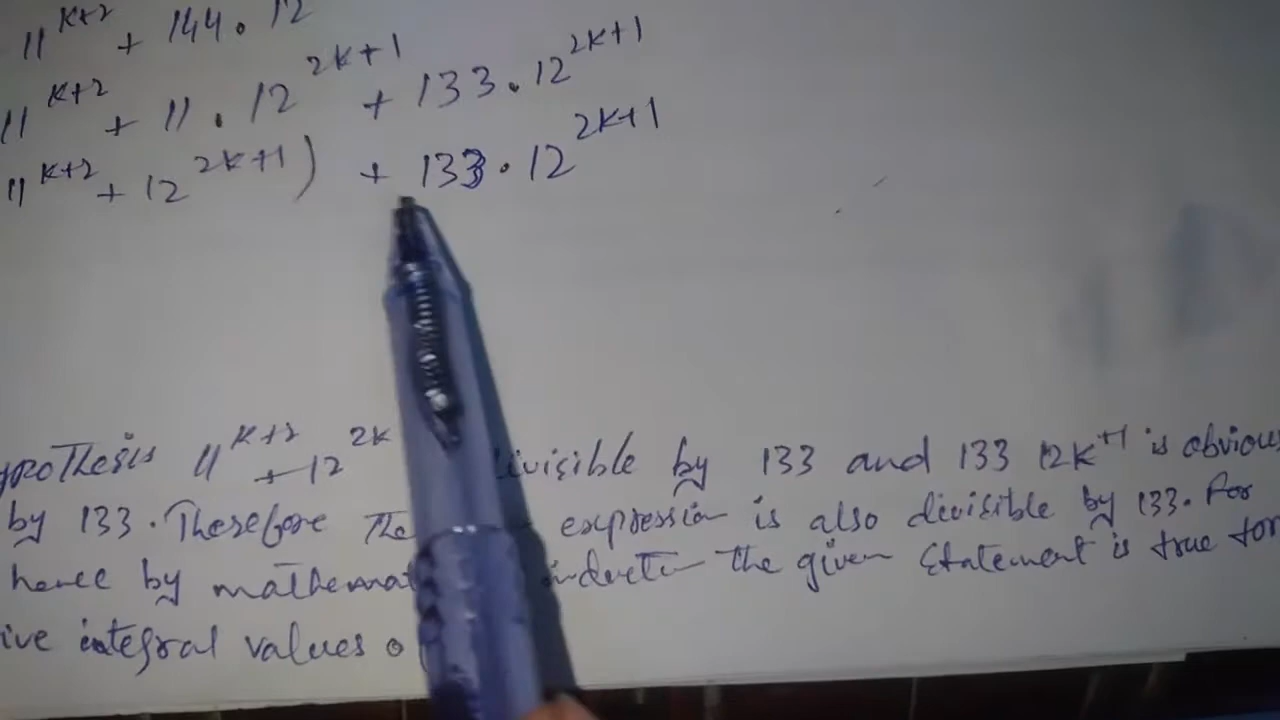 11^{k+2} + 144 . 12
11^{k+2} + 11 . 12^{2k+1} + 133 . 12^{2k+1}
11^{k+2} + 12^{2k+1}) + 133 . 12^{2k+1}
ypothesis 11^{k+2} + 12^{2k} divisible by 133 and 133 12k^{+1} is obvious
by 133 . Therefore The expression is also divisible by 133. For
hence by mathemat induction the given statement is true for
ive integral values o